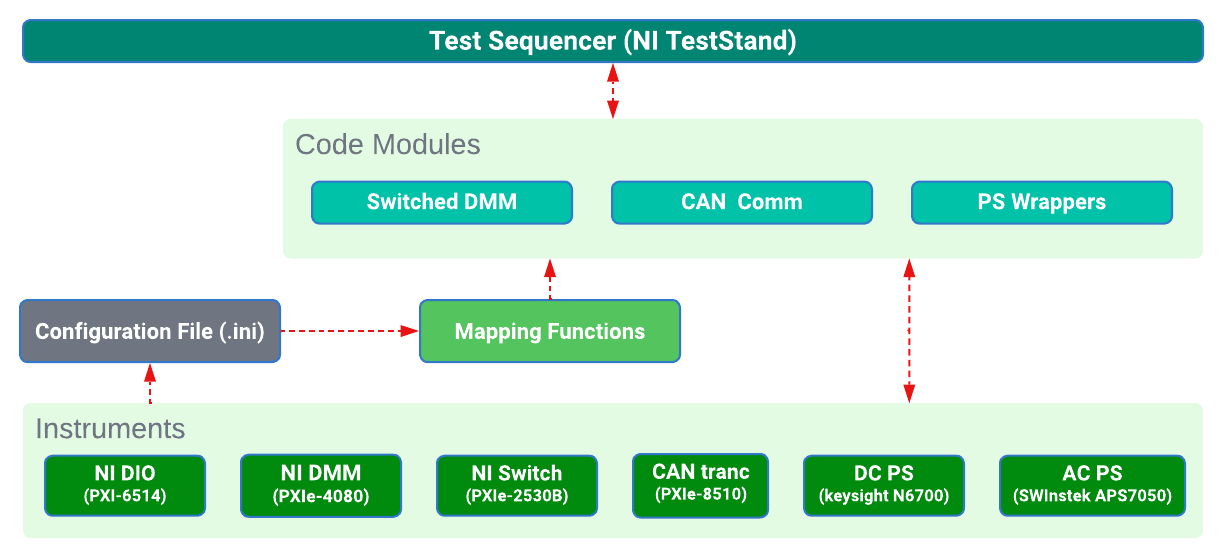 Test Sequencer (NI TestStand)
Code Modules
Switched DMM
CAN Comm
PS Wrappers
Configuration File (.ini)
Mapping Functions
Instruments
NI DIO
(PXI-6514)
NI DMM
(PXIe-4080)
NI Switch
(PXIe-2530B)
CAN tranc
(PXIe-8510)
DC PS
(keysight N6700)
AC PS
(SWInstek APS7050)